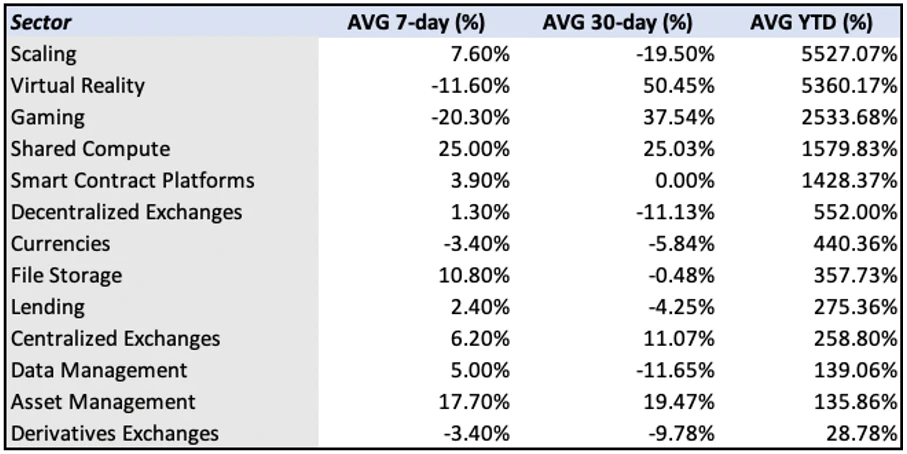 Sector AVG 7-day (%) AVG 30-day (%) AVG YTD (%)
Scaling 7.60% -19.50% 5527.07%
Virtual Reality -11.60% 50.45% 5360.17%
Gaming -20.30% 37.54% 2533.68%
Shared Compute 25.00% 25.03% 1579.83%
Smart Contract Platforms 3.90% 0.00% 1428.37%
Decentralized Exchanges 1.30% -11.13% 552.00%
Currencies -3.40% -5.84% 440.36%
File Storage 10.80% -0.48% 357.73%
Lending 2.40% -4.25% 275.36%
Centralized Exchanges 6.20% 11.07% 258.80%
Data Management 5.00% -11.65% 139.06%
Asset Management 17.70% 19.47% 135.86%
Derivatives Exchanges -3.40% -9.78% 28.78%